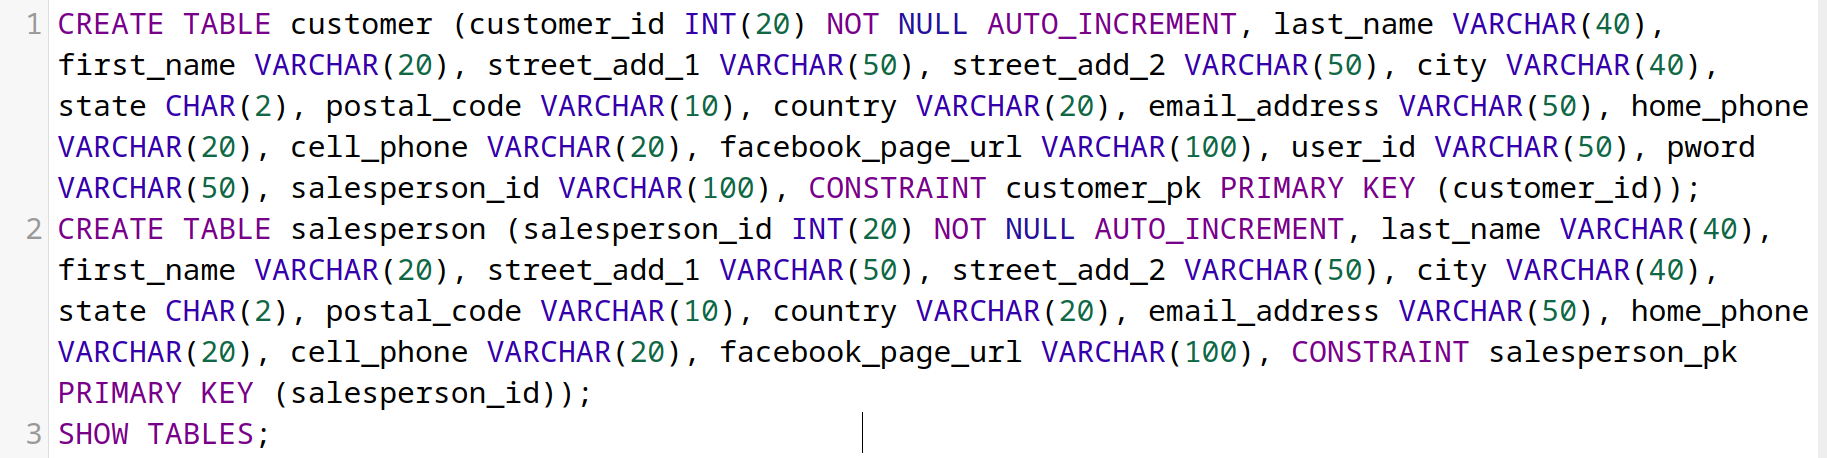 1 CREATE TABLE customer (customer_id INT(20) NOT NULL AUTO_INCREMENT, last_name VARCHAR(40),
first_name VARCHAR(20), street_add_1 VARCHAR(50), street_add_2 VARCHAR(50), city VARCHAR(40),
state CHAR(2), postal_code VARCHAR(10), country VARCHAR(20), email_address VARCHAR(50), home_phone
VARCHAR(20), cell_phone VARCHAR(20), facebook_page_url VARCHAR(100), user_id VARCHAR(50), pword
VARCHAR(50), salesperson_id VARCHAR(100), CONSTRAINT customer_pk PRIMARY KEY (customer_id));
2 CREATE TABLE salesperson (salesperson_id INT(20) NOT NULL AUTO_INCREMENT, last_name VARCHAR(40),
first_name VARCHAR(20), street_add_1 VARCHAR(50), street_add_2 VARCHAR(50), city VARCHAR(40),
state CHAR(2), postal_code VARCHAR(10), country VARCHAR(20), email_address VARCHAR(50), home_phone
VARCHAR(20), cell_phone VARCHAR(20), facebook_page_url VARCHAR(100), CONSTRAINT salesperson_pk
PRIMARY KEY (salesperson_id));
3 SHOW TABLES;